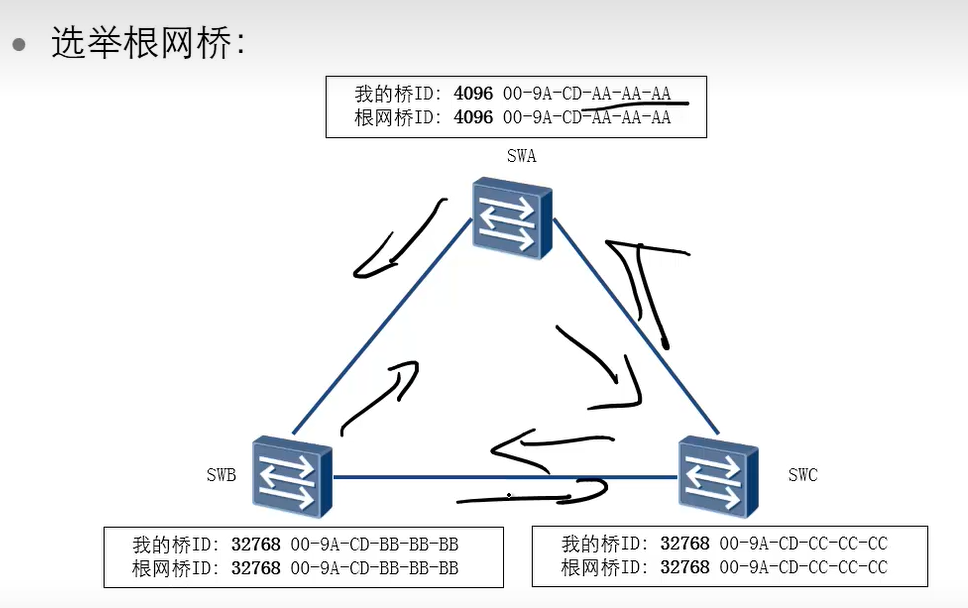 选举根网桥:
我的桥ID: 4096 00-9A-CD-AA-AA-AA
根网桥ID: 4096 00-9A-CD-AA-AA-AA
SWA
SWB
SWC
我的桥ID: 32768 00-9A-CD-BB-BB-BB
根网桥ID: 32768 00-9A-CD-BB-BB-BB
我的桥ID: 32768 00-9A-CD-CC-CC-CC
根网桥ID: 32768 00-9A-CD-CC-CC-CC